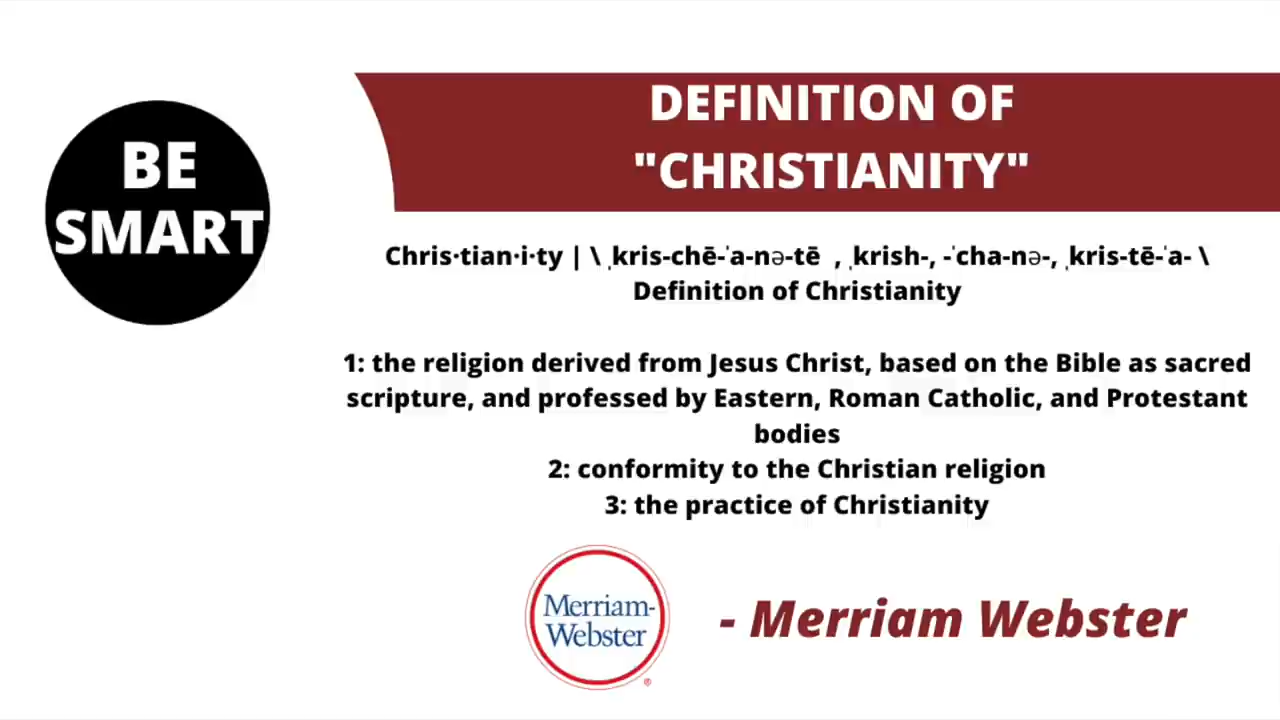 BE
SMART
DEFINITION OF
"CHRISTIANITY"
Chris·tian·i·ty | \ ˌkris-chē-ˈa-nə-tē  , ˌkrish-, -ˈcha-nə-, ˌkris-tē-ˈa- \
Definition of Christianity
1: the religion derived from Jesus Christ, based on the Bible as sacred
scripture, and professed by Eastern, Roman Catholic, and Protestant
bodies
2: conformity to the Christian religion
3: the practice of Christianity
Merriam-
Webster
®
- Merriam Webster